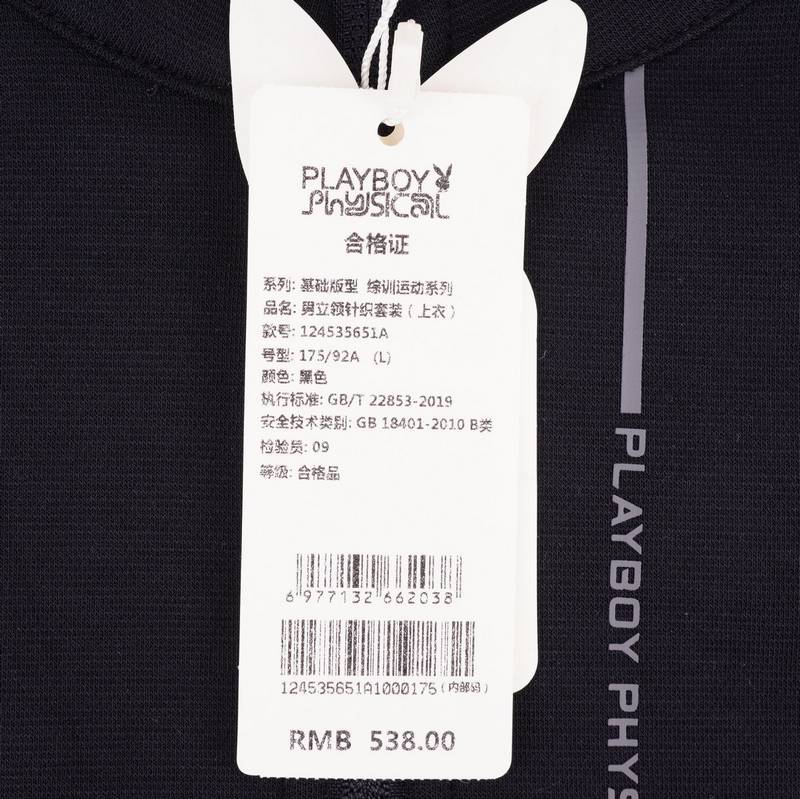 PLAYBOY
PhySICAL
合格证
系列: 基础版型 综训运动系列
品名: 男立领针织套装（上衣）
款号: 124535651A
号型: 175/92A （L）
颜色: 黑色
执行标准: GB/T 22853-2019
安全技术类别: GB 18401-2010 B类
检验员: 09
等级: 合格品
6 977132 662038
124535651A1000175（内部码）
RMB 538.00
PLAYBOY PHYS